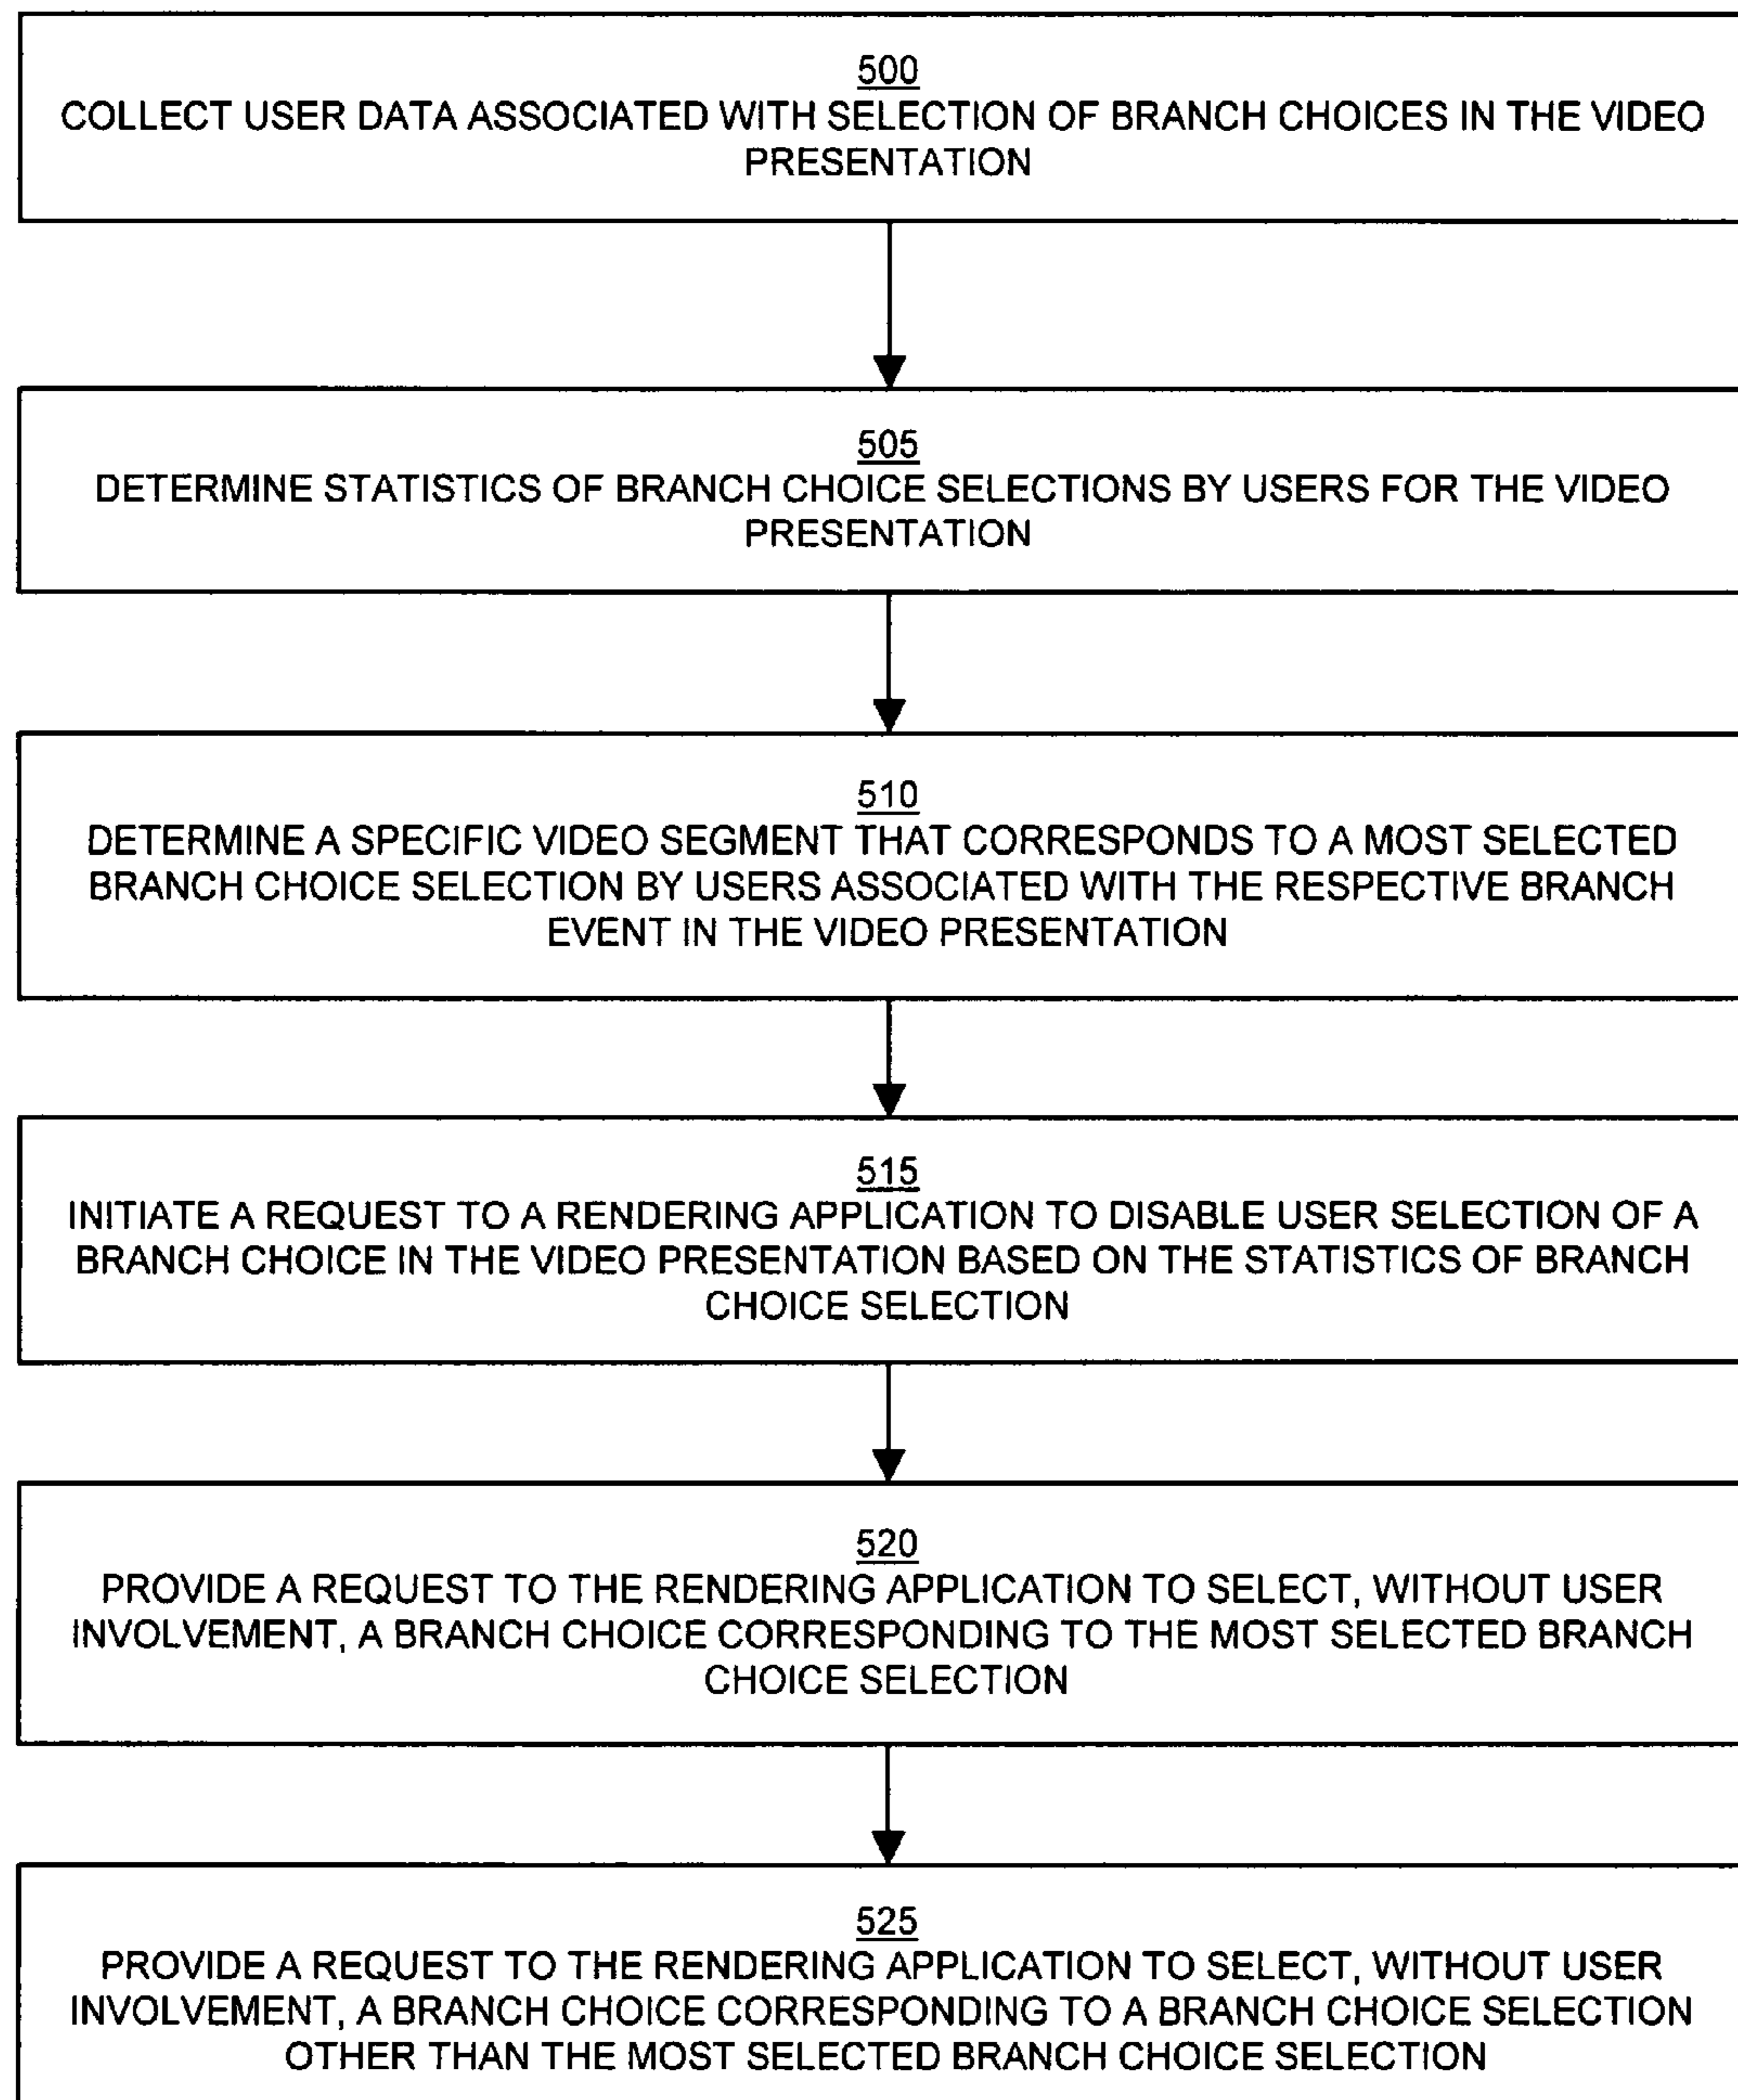 500
COLLECT USER DATA ASSOCIATED WITH SELECTION OF BRANCH CHOICES IN THE VIDEO
PRESENTATION
505
DETERMINE STATISTICS OF BRANCH CHOICE SELECTIONS BY USERS FOR THE VIDEO
PRESENTATION
510
DETERMINE A SPECIFIC VIDEO SEGMENT THAT CORRESPONDS TO A MOST SELECTED
BRANCH CHOICE SELECTION BY USERS ASSOCIATED WITH THE RESPECTIVE BRANCH
EVENT IN THE VIDEO PRESENTATION
515
INITIATE A REQUEST TO A RENDERING APPLICATION TO DISABLE USER SELECTION OF A
BRANCH CHOICE IN THE VIDEO PRESENTATION BASED ON THE STATISTICS OF BRANCH
CHOICE SELECTION
520
PROVIDE A REQUEST TO THE RENDERING APPLICATION TO SELECT, WITHOUT USER
INVOLVEMENT, A BRANCH CHOICE CORRESPONDING TO THE MOST SELECTED BRANCH
CHOICE SELECTION
525
PROVIDE A REQUEST TO THE RENDERING APPLICATION TO SELECT, WITHOUT USER
INVOLVEMENT, A BRANCH CHOICE CORRESPONDING TO A BRANCH CHOICE SELECTION
OTHER THAN THE MOST SELECTED BRANCH CHOICE SELECTION